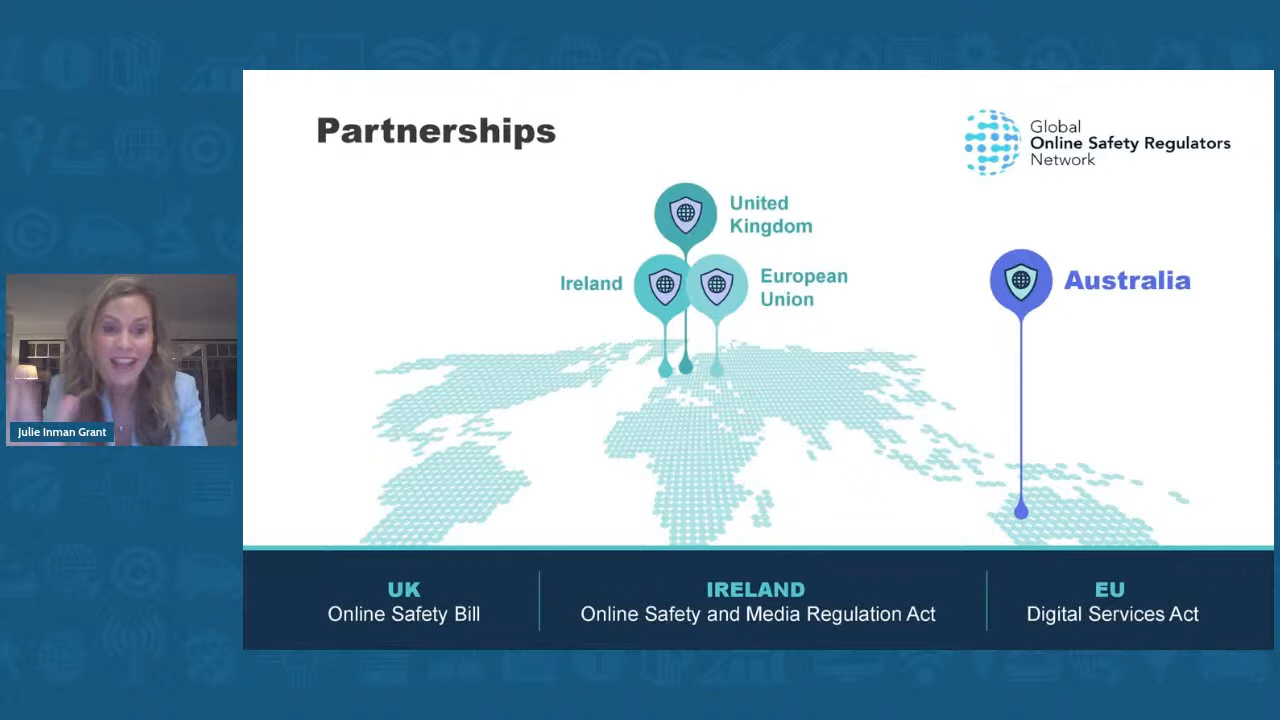 Partnerships
Global
Online Safety Regulators
Network
United
Kingdom
Ireland
European
Union
Australia
Julie Inman Grant
UK
Online Safety Bill
IRELAND
Online Safety and Media Regulation Act
EU
Digital Services Act